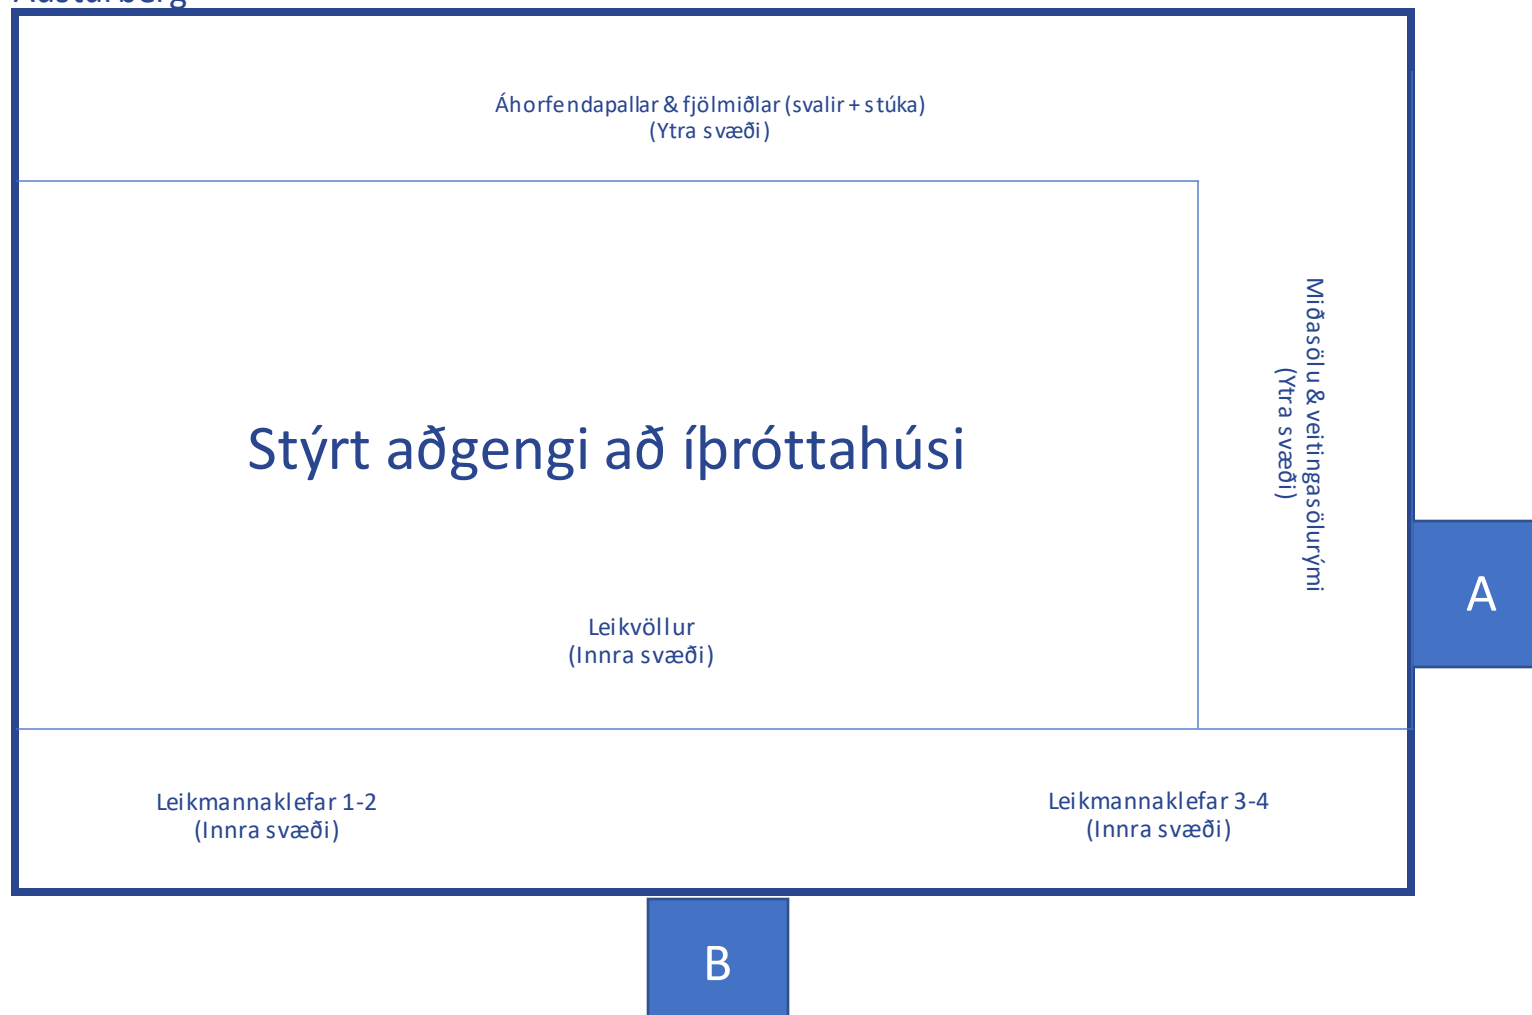 Áhorfendapallar & fjölmiðlar (svalir + stúka)
(Ytra svæði)
Miðasölu & veitingasölurými
(Ytra svæði)
Stýrt aðgengi að íþróttahúsi
A
Leikvöllur
(Innra svæði)
Leikmannaklefar 1-2
(Innra svæði)
Leikmannaklefar 3-4
(Innra svæði)
B